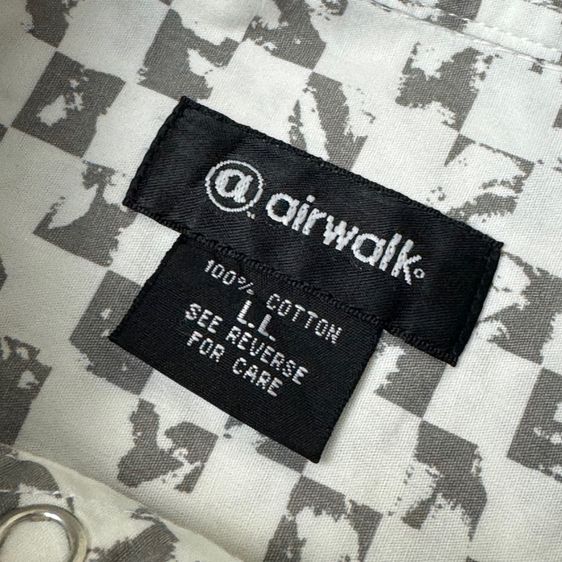 a airwalk
100% COTTON
L.L
SEE REVERSE
FOR CARE